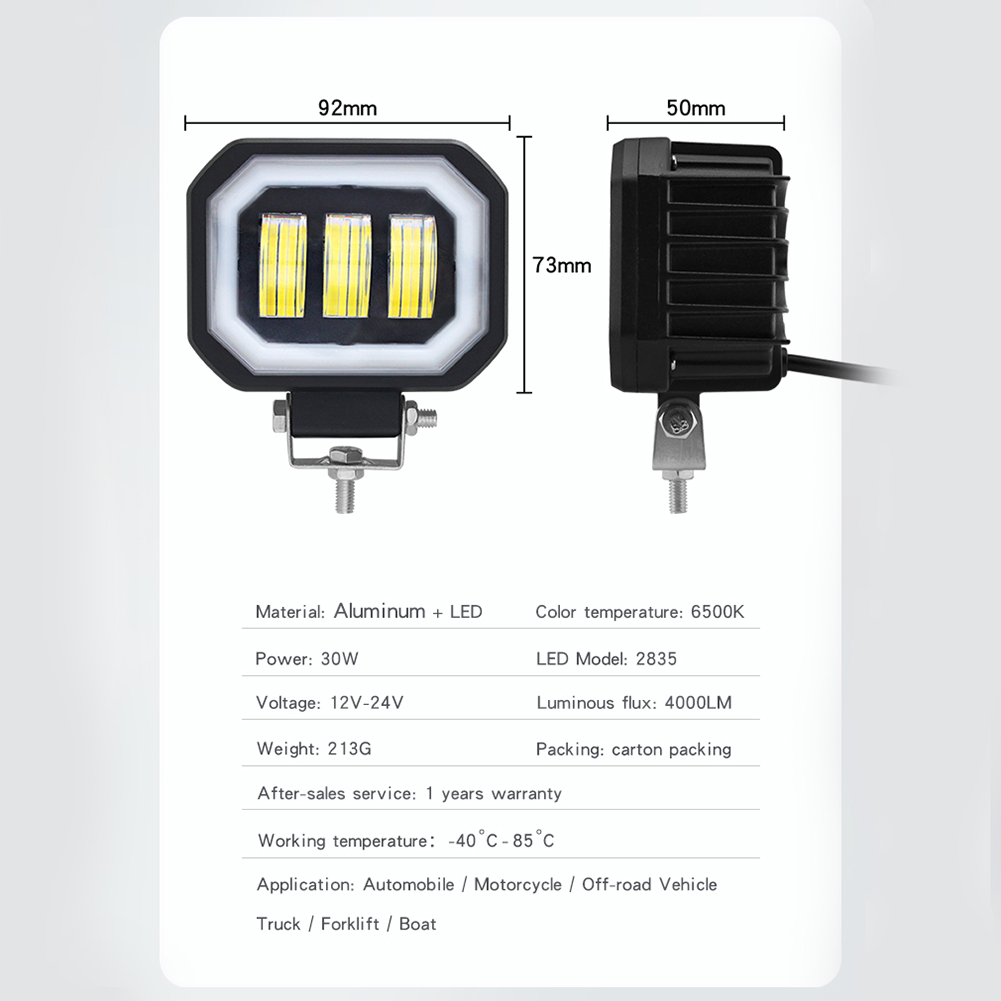 92mm
50mm
73mm
Material: Aluminum + LED
Color temperature: 6500K
Power: 30W
LED Model: 2835
Voltage: 12V-24V
Luminous flux: 4000LM
Weight: 213G
Packing: carton packing
After-sales service: 1 years warranty
Working temperature: -40°C - 85°C
Application: Automobile / Motorcycle / Off-road Vehicle
Truck / Forklift / Boat